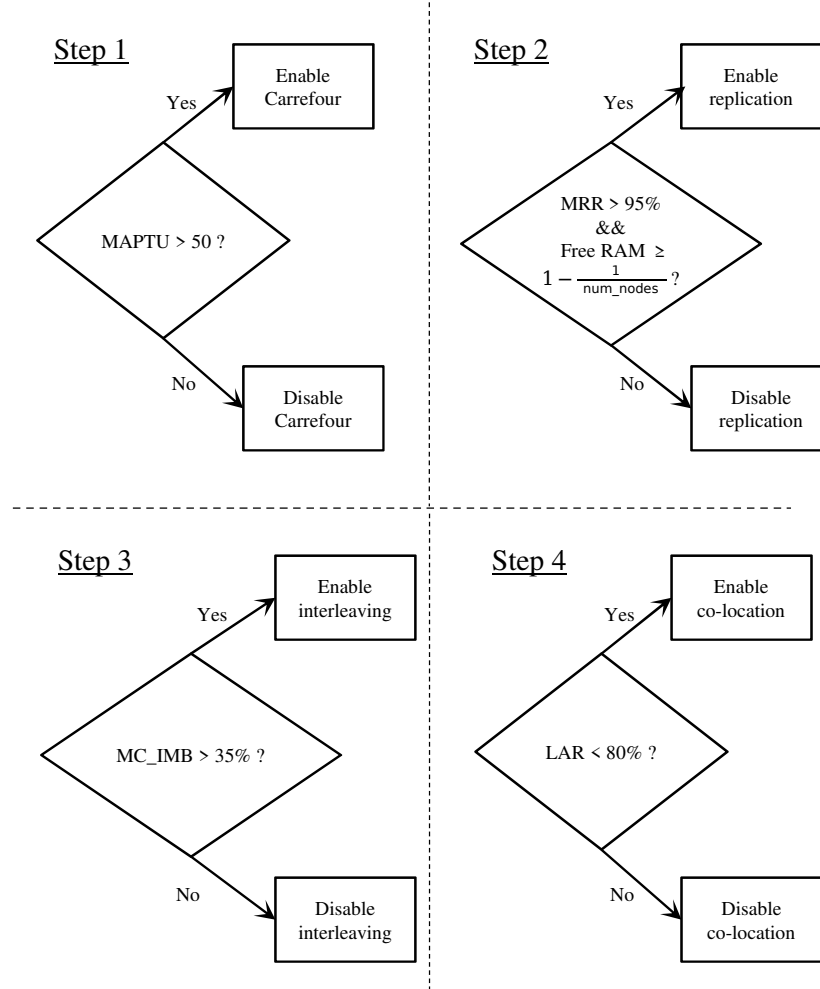 Step 1
Enable
Carrefour
Yes
MAPTU > 50 ?
No
Disable
Carrefour
Step 2
Enable
replication
Yes
MRR > 95%
&&
Free RAM ≥
1 − 1/num_nodes ?
No
Disable
replication
Step 3
Enable
interleaving
Yes
MC_IMB > 35% ?
No
Disable
interleaving
Step 4
Enable
co-location
Yes
LAR < 80% ?
No
Disable
co-location